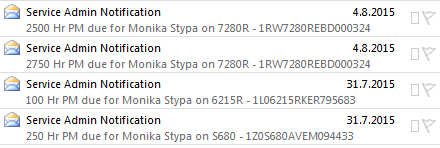 Service Admin Notification 4.8.2015
2500 Hr PM due for Monika Stypa on 7280R - 1RW7280REBD000324
Service Admin Notification 4.8.2015
2750 Hr PM due for Monika Stypa on 7280R - 1RW7280REBD000324
Service Admin Notification 31.7.2015
100 Hr PM due for Monika Stypa on 6215R - 1L06215RKER795683
Service Admin Notification 31.7.2015
250 Hr PM due for Monika Stypa on S680 - 1Z0S680AVEM094433